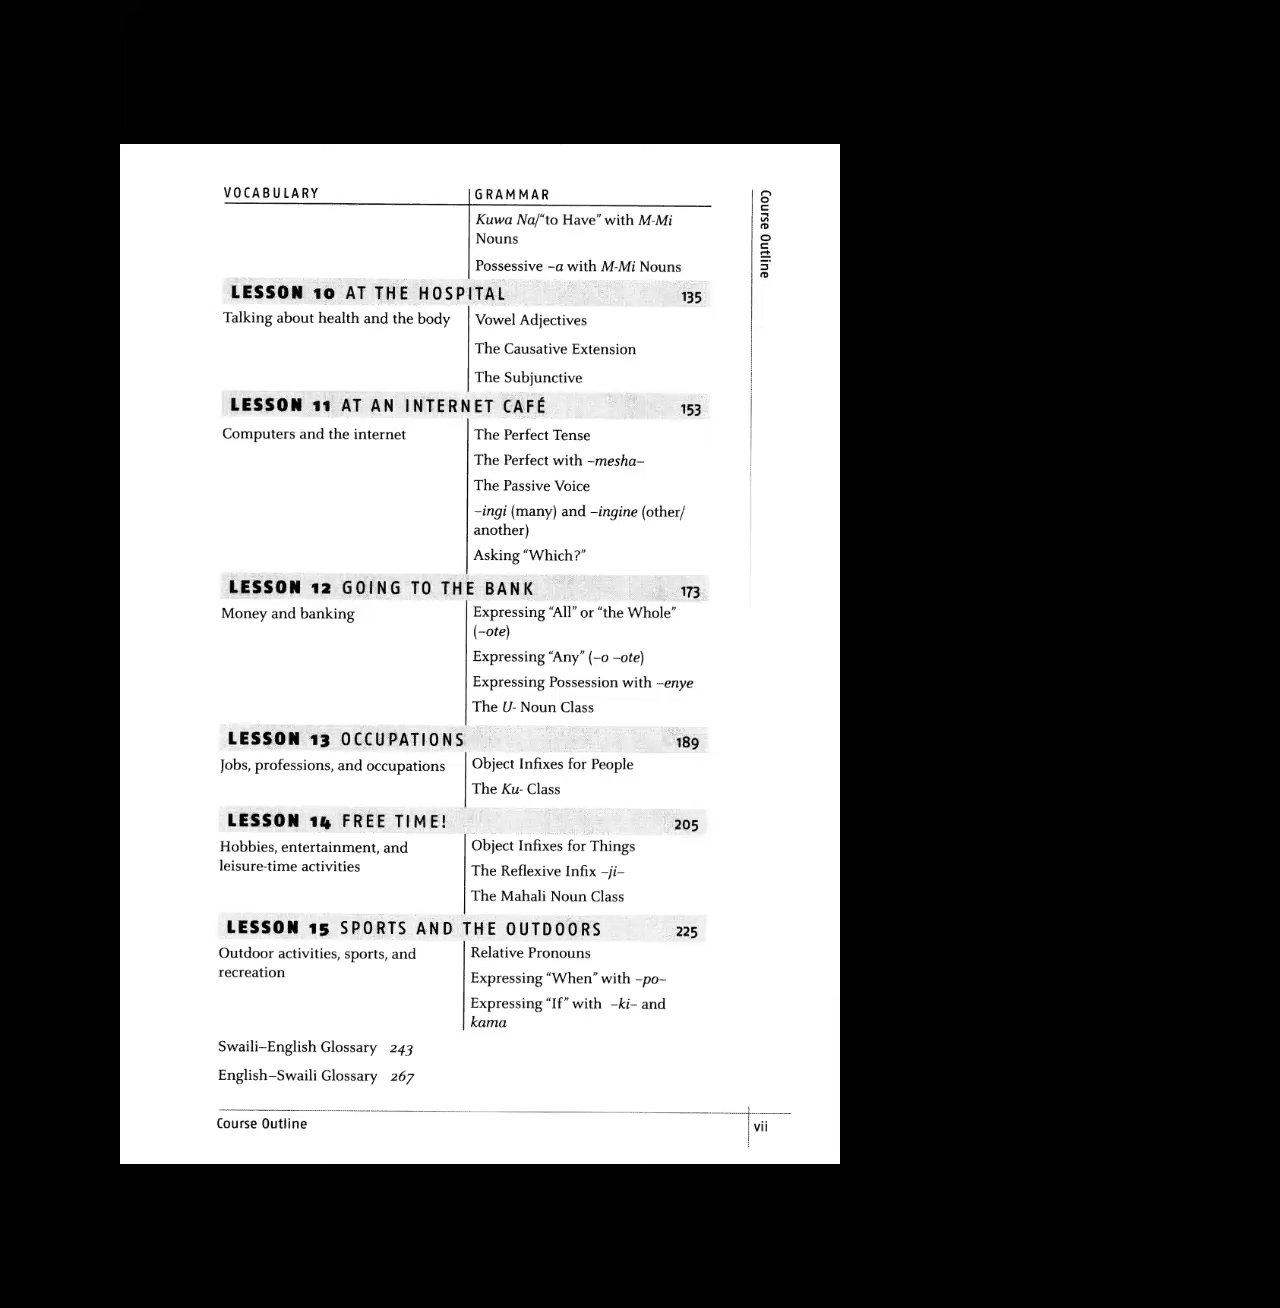 VOCABULARY GRAMMAR
Kuwa Na/“to Have” with M-Mi
Nouns
Possessive –a with M-Mi Nouns
LESSON 10 AT THE HOSPITAL 135
Talking about health and the body Vowel Adjectives
The Causative Extension
The Subjunctive
LESSON 11 AT AN INTERNET CAFÉ 153
Computers and the internet The Perfect Tense
The Perfect with –mesha–
The Passive Voice
–ingi (many) and –ingine (other/
another)
Asking “Which?”
LESSON 12 GOING TO THE BANK 173
Money and banking Expressing “All” or “the Whole”
(–ote)
Expressing “Any” (–o –ote)
Expressing Possession with –enye
The U- Noun Class
LESSON 13 OCCUPATIONS 189
Jobs, professions, and occupations Object Infixes for People
The Ku- Class
LESSON 14 FREE TIME! 205
Hobbies, entertainment, and Object Infixes for Things
leisure-time activities The Reflexive Infix –ji–
The Mahali Noun Class
LESSON 15 SPORTS AND THE OUTDOORS 225
Outdoor activities, sports, and Relative Pronouns
recreation Expressing “When” with –po–
Expressing “If” with –ki– and
kama
Swaili–English Glossary 243
English–Swaili Glossary 267
Course Outline vii
Course Outline